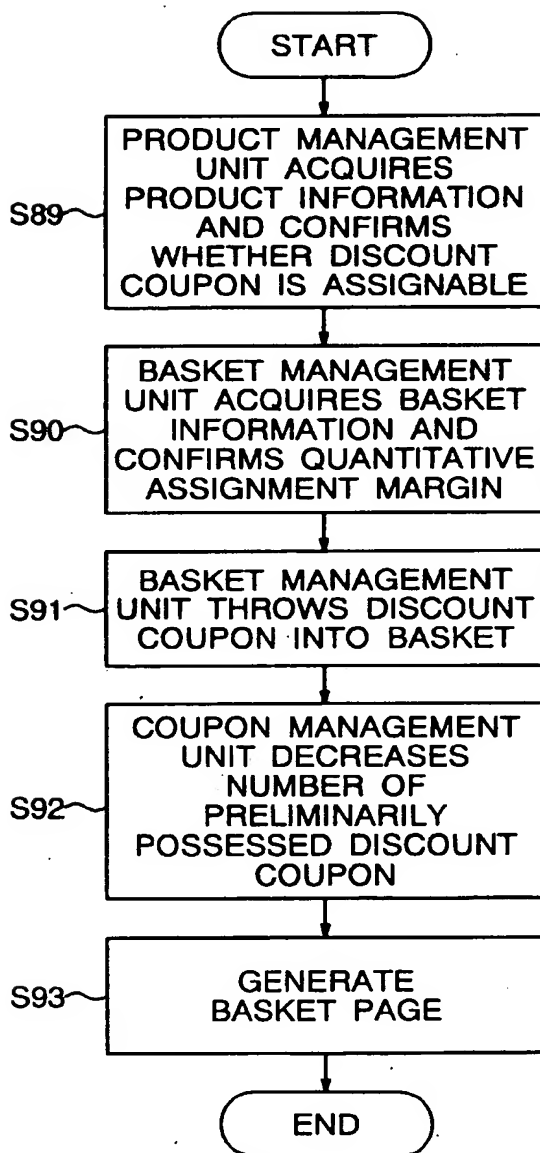 START
S89
PRODUCT MANAGEMENT
UNIT ACQUIRES
PRODUCT INFORMATION
AND CONFIRMS
WHETHER DISCOUNT
COUPON IS ASSIGNABLE
S90
BASKET MANAGEMENT
UNIT ACQUIRES BASKET
INFORMATION AND
CONFIRMS QUANTITATIVE
ASSIGNMENT MARGIN
S91
BASKET MANAGEMENT
UNIT THROWS DISCOUNT
COUPON INTO BASKET
S92
COUPON MANAGEMENT
UNIT DECREASES
NUMBER OF
PRELIMINARILY
POSSESSED DISCOUNT
COUPON
S93
GENERATE
BASKET PAGE
END